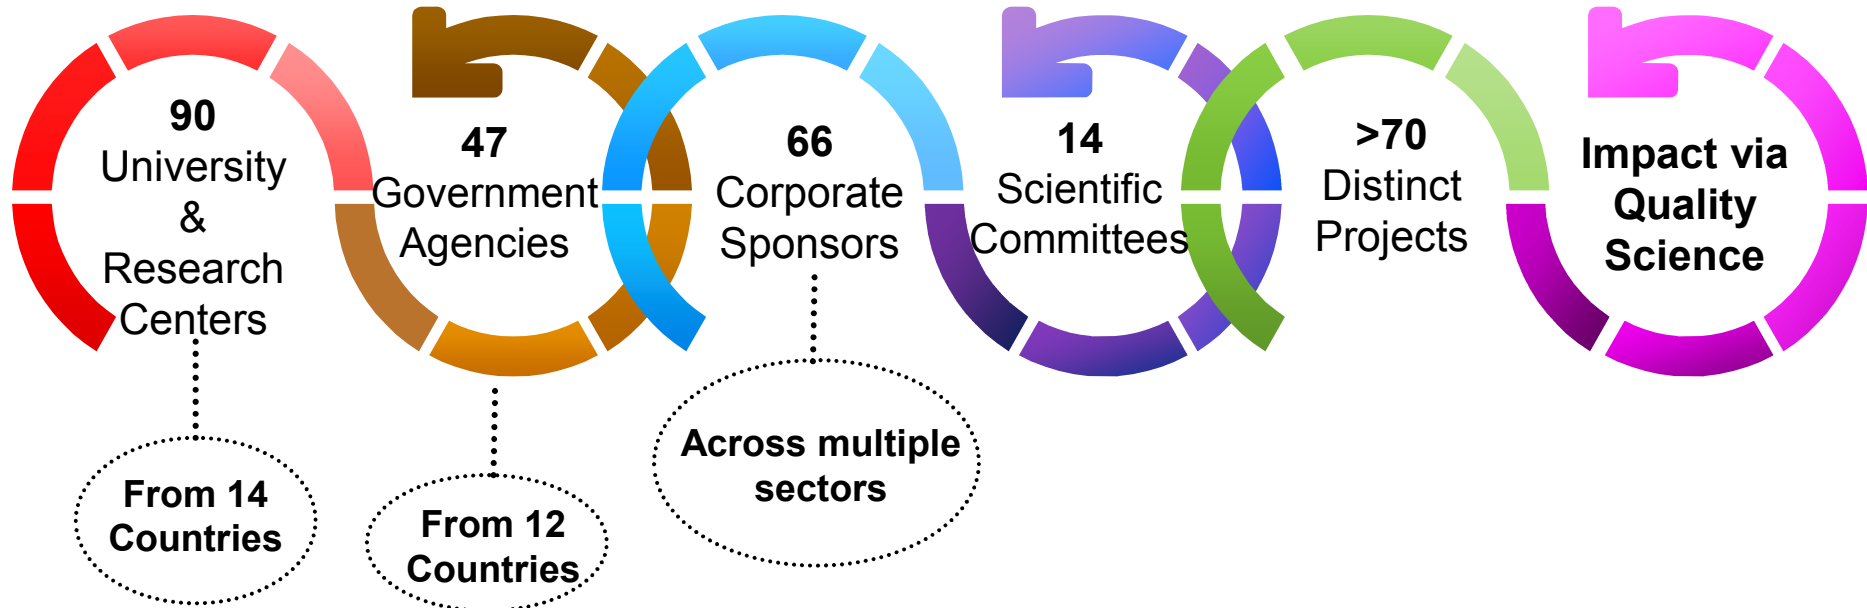 90
University
&
Research
Centers
From 14
Countries
47
Government
Agencies
From 12
Countries
66
Corporate
Sponsors
Across multiple
sectors
14
Scientific
Committees
>70
Distinct
Projects
Impact via
Quality
Science